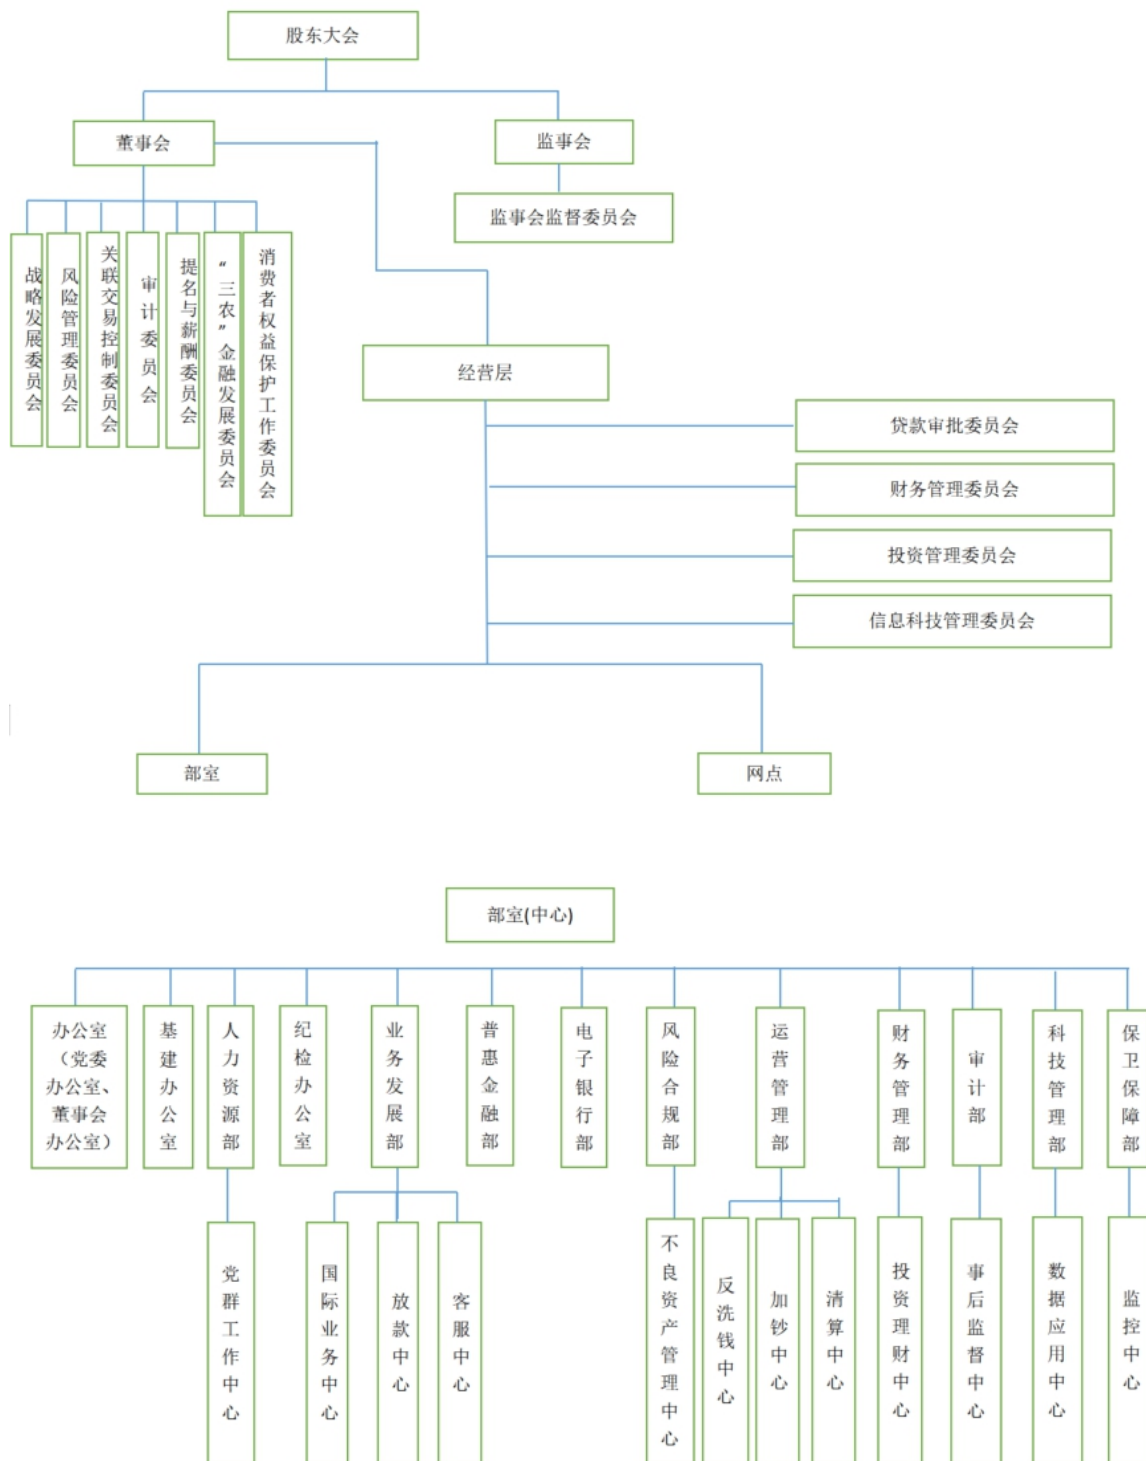 股东大会
董事会
监事会
监事会监督委员会
战略发展委员会
风险管理委员会
关联交易控制委员会
审计委员会
提名与薪酬委员会
“三农”金融发展委员会
消费者权益保护工作委员会
经营层
贷款审批委员会
财务管理委员会
投资管理委员会
信息科技管理委员会
部室
网点
部室(中心)
办公室
（党委
办公室、
董事会
办公室）
基建办公室
人力资源部
纪检办公室
业务发展部
普惠金融部
电子银行部
风险合规部
运营管理部
财务管理部
审计部
科技管理部
保卫保障部
党群工作中心
国际业务中心
放款中心
客服中心
不良资产管理中心
反洗钱中心
加钞中心
清算中心
投资理财中心
事后监督中心
数据应用中心
监控中心